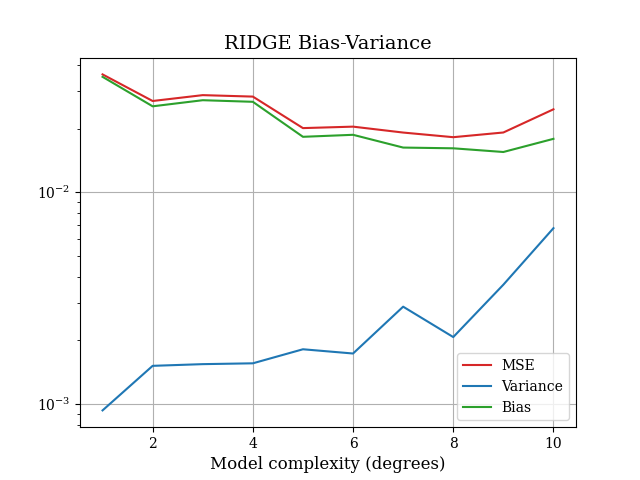 RIDGE Bias-Variance
10⁻²
10⁻³
MSE
Variance
Bias
2 4 6 8 10
Model complexity (degrees)